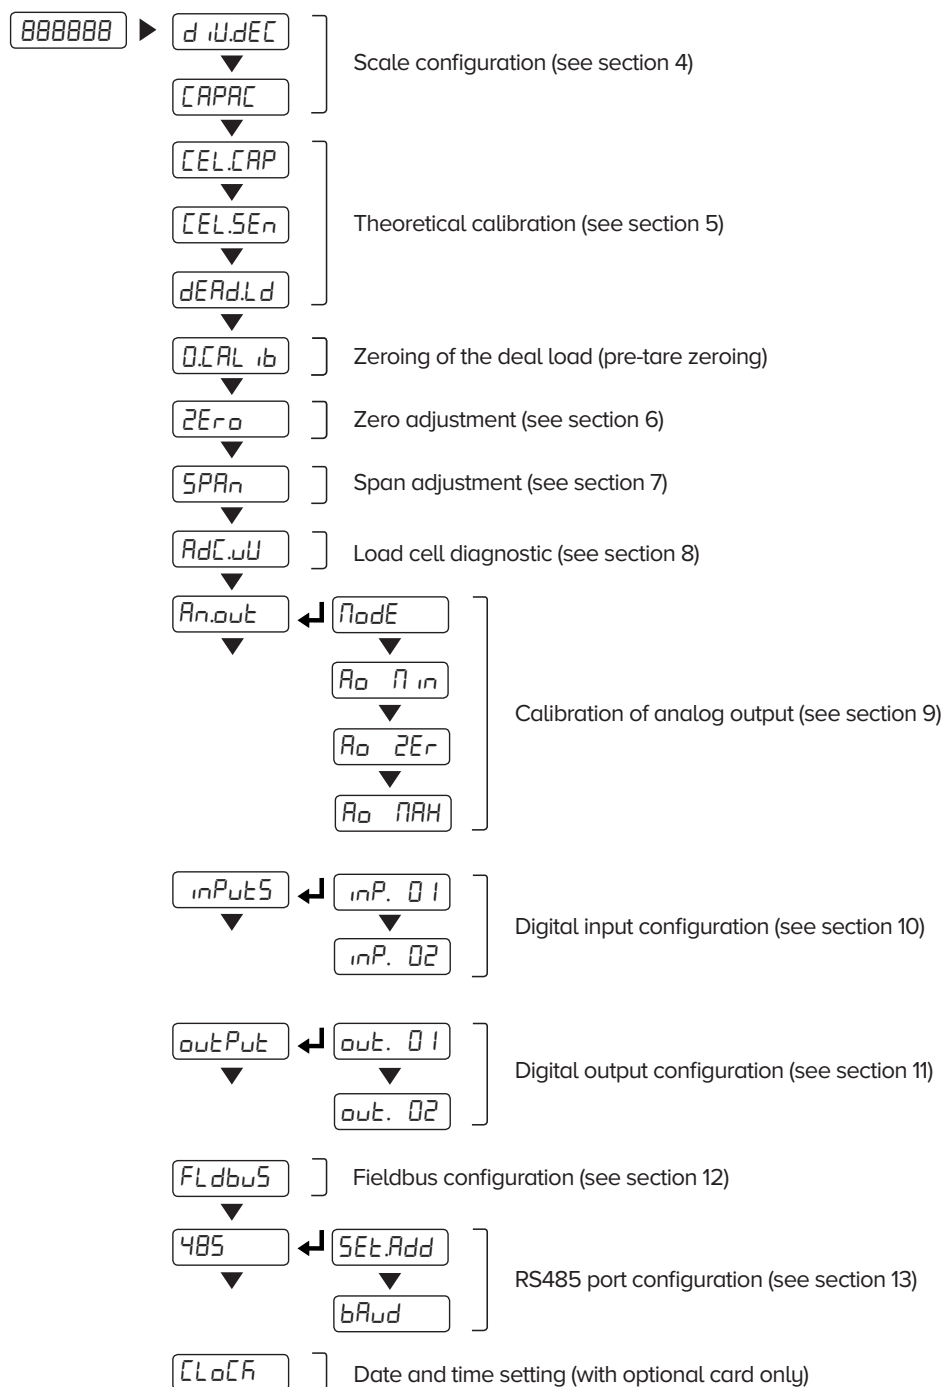 888888
diU.dEC
Scale configuration (see section 4)
CAPAC
CEL.CAP
CEL.SEn
Theoretical calibration (see section 5)
dEAd.Ld
0.CALib
Zeroing of the deal load (pre-tare zeroing)
ZEro
Zero adjustment (see section 6)
SPAn
Span adjustment (see section 7)
AdC.uU
Load cell diagnostic (see section 8)
An.out
ModE
Ao Min
Calibration of analog output (see section 9)
Ao ZEr
Ao MAH
inPutS
inP. 01
Digital input configuration (see section 10)
inP. 02
outPut
out. 01
Digital output configuration (see section 11)
out. 02
FLdbuS
Fieldbus configuration (see section 12)
485
SEt.Add
RS485 port configuration (see section 13)
bAud
CLoCk
Date and time setting (with optional card only)